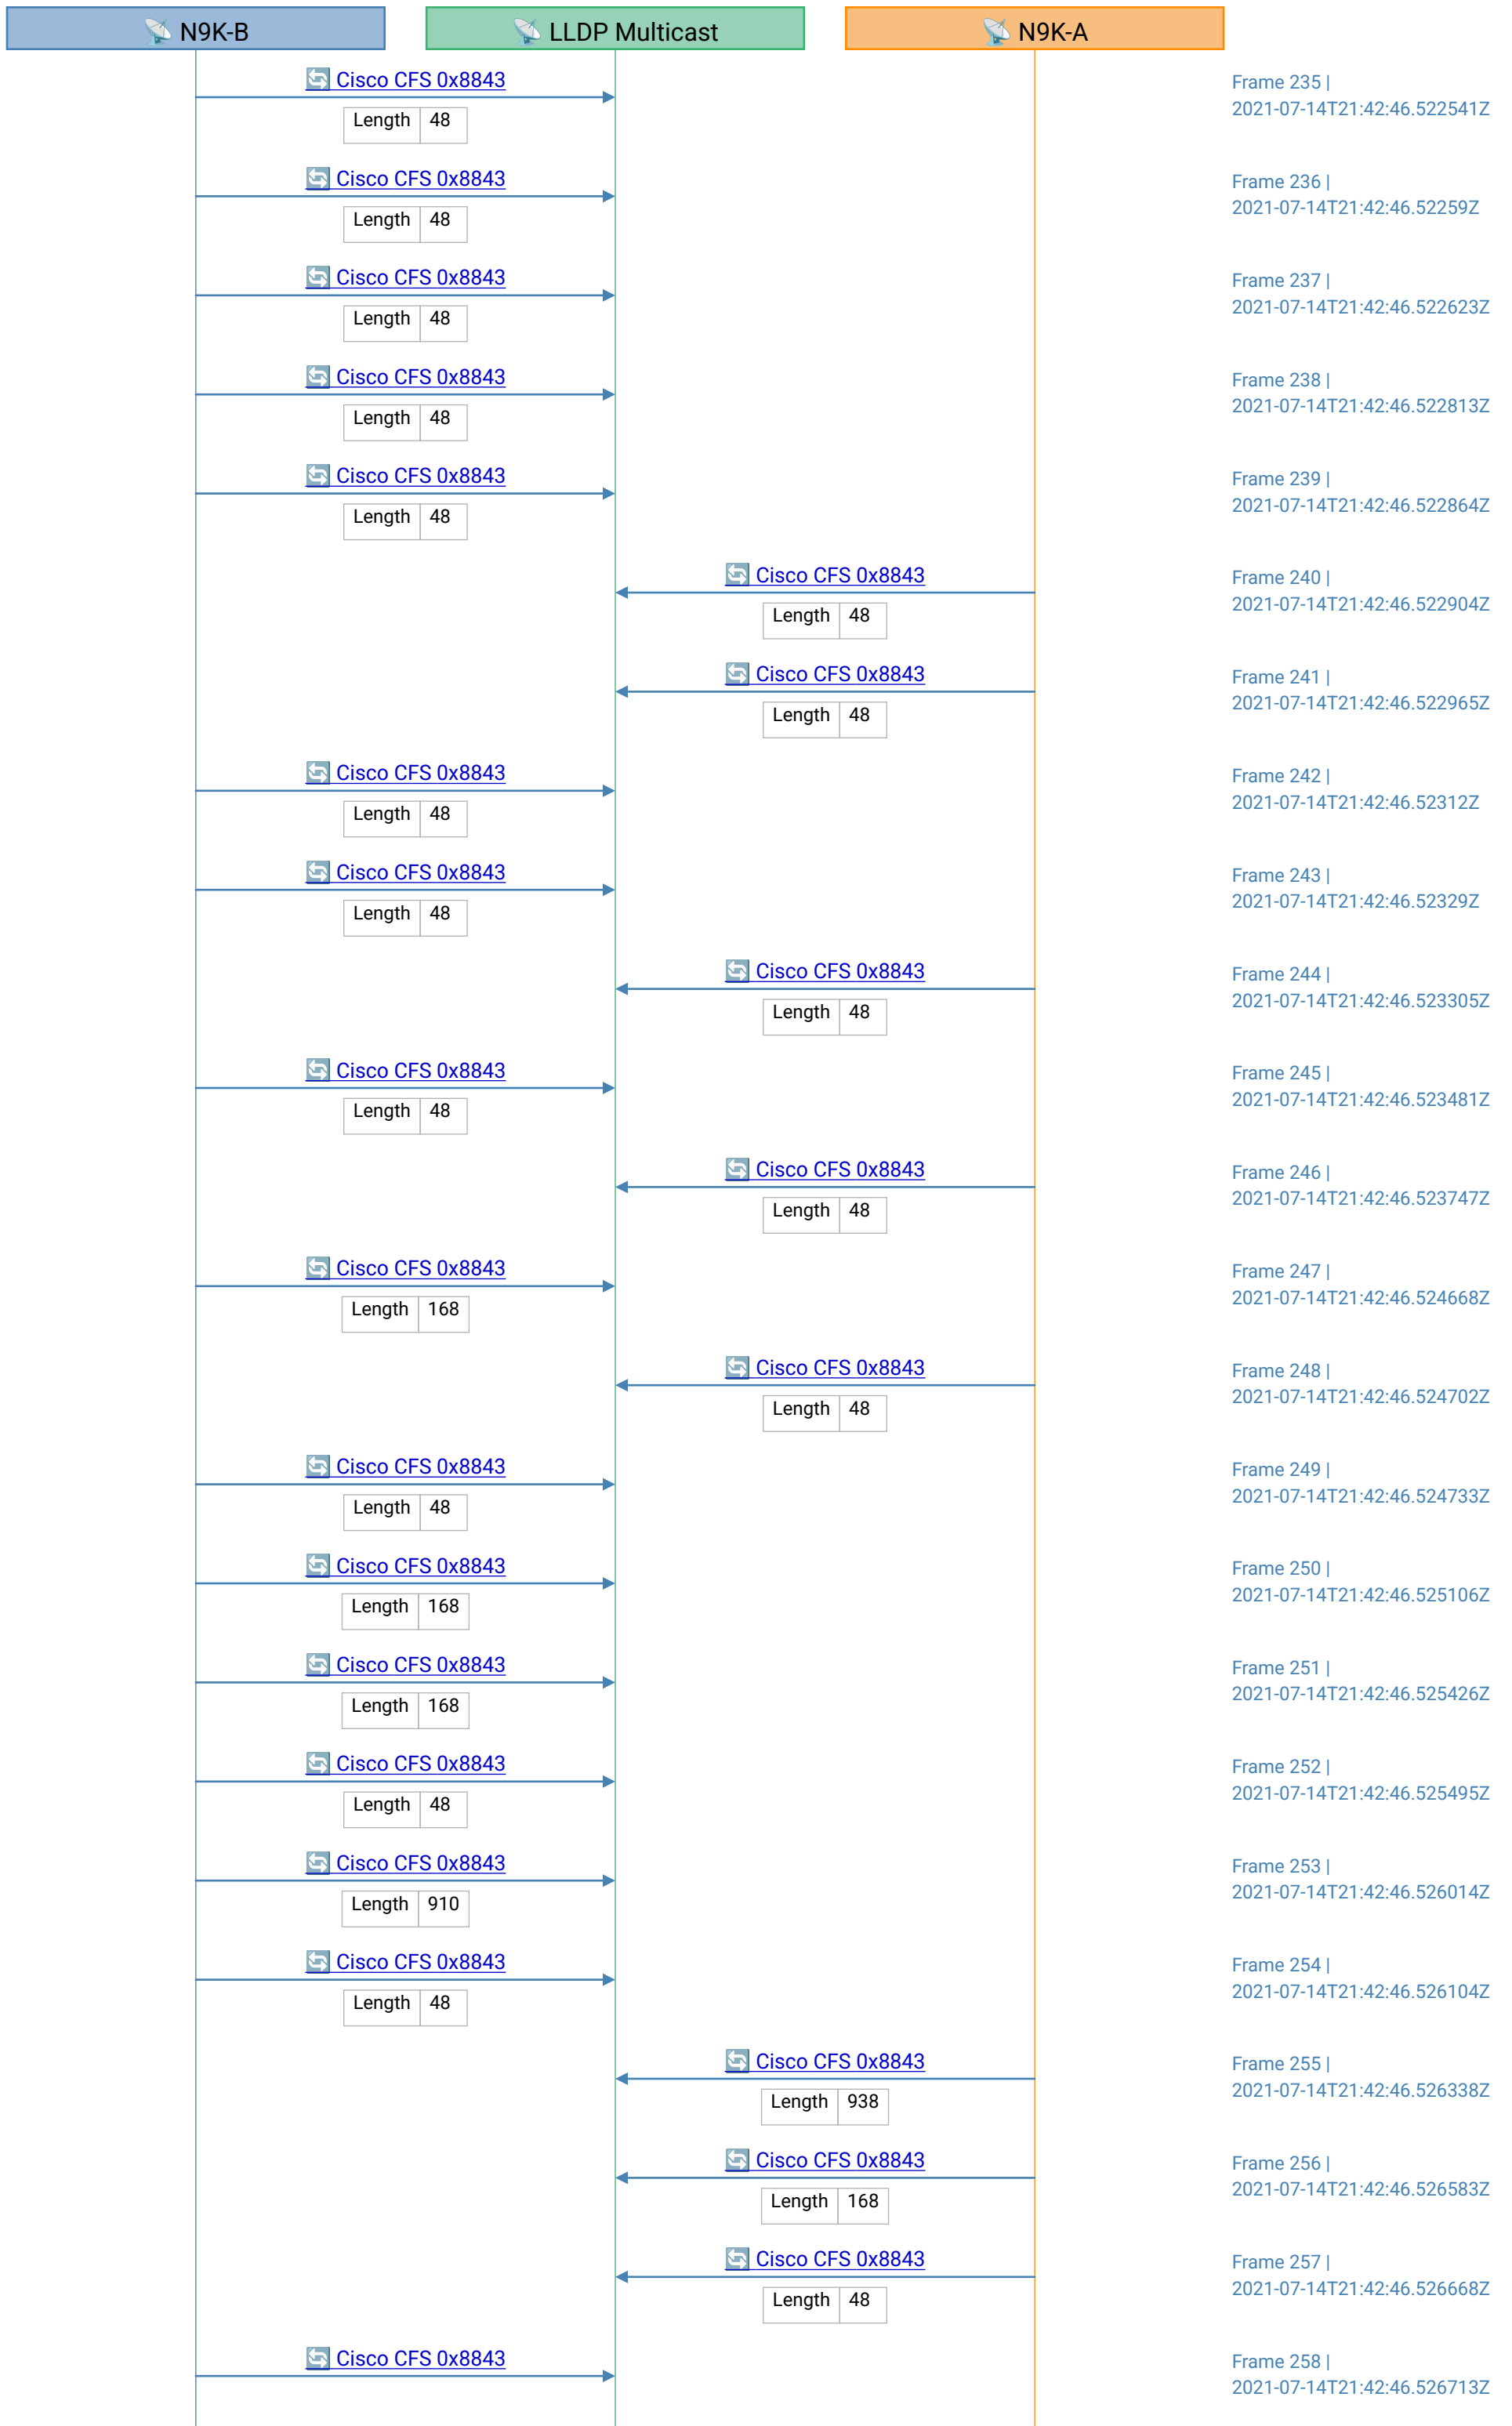 N9K-B
LLDP Multicast
N9K-A
Cisco CFS 0x8843
Length 48
Frame 235 |
2021-07-14T21:42:46.522541Z
Cisco CFS 0x8843
Length 48
Frame 236 |
2021-07-14T21:42:46.52259Z
Cisco CFS 0x8843
Length 48
Frame 237 |
2021-07-14T21:42:46.522623Z
Cisco CFS 0x8843
Length 48
Frame 238 |
2021-07-14T21:42:46.522813Z
Cisco CFS 0x8843
Length 48
Frame 239 |
2021-07-14T21:42:46.522864Z
Cisco CFS 0x8843
Length 48
Frame 240 |
2021-07-14T21:42:46.522904Z
Cisco CFS 0x8843
Length 48
Frame 241 |
2021-07-14T21:42:46.522965Z
Cisco CFS 0x8843
Length 48
Frame 242 |
2021-07-14T21:42:46.52312Z
Cisco CFS 0x8843
Length 48
Frame 243 |
2021-07-14T21:42:46.52329Z
Cisco CFS 0x8843
Length 48
Frame 244 |
2021-07-14T21:42:46.523305Z
Cisco CFS 0x8843
Length 48
Frame 245 |
2021-07-14T21:42:46.523481Z
Cisco CFS 0x8843
Length 48
Frame 246 |
2021-07-14T21:42:46.523747Z
Cisco CFS 0x8843
Length 168
Frame 247 |
2021-07-14T21:42:46.524668Z
Cisco CFS 0x8843
Length 48
Frame 248 |
2021-07-14T21:42:46.524702Z
Cisco CFS 0x8843
Length 48
Frame 249 |
2021-07-14T21:42:46.524733Z
Cisco CFS 0x8843
Length 168
Frame 250 |
2021-07-14T21:42:46.525106Z
Cisco CFS 0x8843
Length 168
Frame 251 |
2021-07-14T21:42:46.525426Z
Cisco CFS 0x8843
Length 48
Frame 252 |
2021-07-14T21:42:46.525495Z
Cisco CFS 0x8843
Length 910
Frame 253 |
2021-07-14T21:42:46.526014Z
Cisco CFS 0x8843
Length 48
Frame 254 |
2021-07-14T21:42:46.526104Z
Cisco CFS 0x8843
Length 938
Frame 255 |
2021-07-14T21:42:46.526338Z
Cisco CFS 0x8843
Length 168
Frame 256 |
2021-07-14T21:42:46.526583Z
Cisco CFS 0x8843
Length 48
Frame 257 |
2021-07-14T21:42:46.526668Z
Cisco CFS 0x8843
Frame 258 |
2021-07-14T21:42:46.526713Z